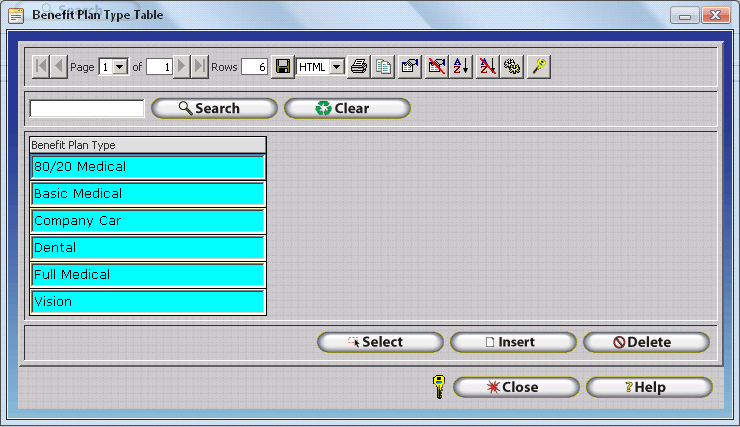 Search
Benefit Plan Type Table
Page 1 of 1 Rows 6 HTML
Search Clear
Benefit Plan Type
80/20 Medical
Basic Medical
Company Car
Dental
Full Medical
Vision
Select Insert Delete
Close Help